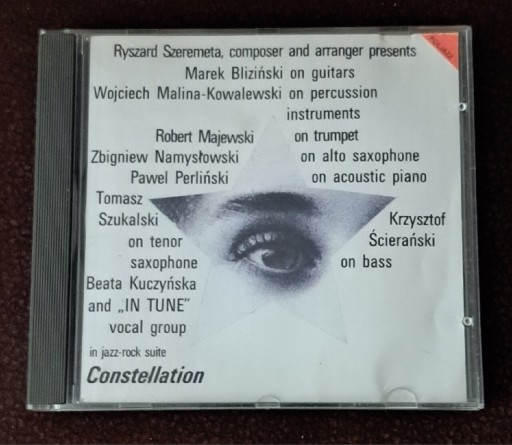 Ryszard Szeremeta, composer and arranger presents
Marek Bliziński on guitars
Wojciech Malina-Kowalewski on percussion
instruments
Robert Majewski on trumpet
Zbigniew Namysłowski on alto saxophone
Pawel Perliński on acoustic piano
Tomasz
Szukalski
on tenor
saxophone
Krzysztof
Ścierański
on bass
Beata Kuczyńska
and „IN TUNE”
vocal group
in jazz-rock suite
Constellation